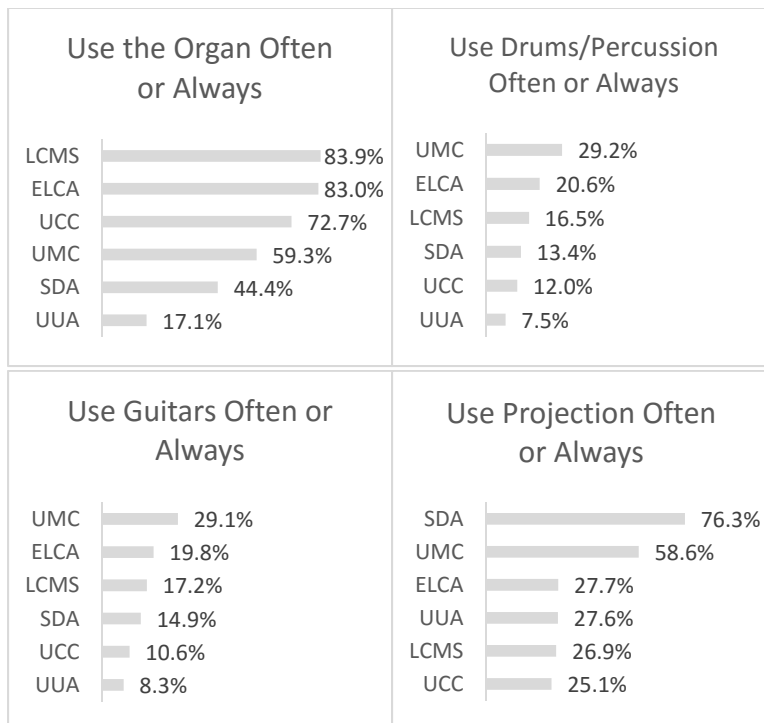 Use the Organ Often
or Always
LCMS 83.9%
ELCA 83.0%
UCC 72.7%
UMC 59.3%
SDA 44.4%
UUA 17.1%
Use Drums/Percussion
Often or Always
UMC 29.2%
ELCA 20.6%
LCMS 16.5%
SDA 13.4%
UCC 12.0%
UUA 7.5%
Use Guitars Often or
Always
UMC 29.1%
ELCA 19.8%
LCMS 17.2%
SDA 14.9%
UCC 10.6%
UUA 8.3%
Use Projection Often
or Always
SDA 76.3%
UMC 58.6%
ELCA 27.7%
UUA 27.6%
LCMS 26.9%
UCC 25.1%